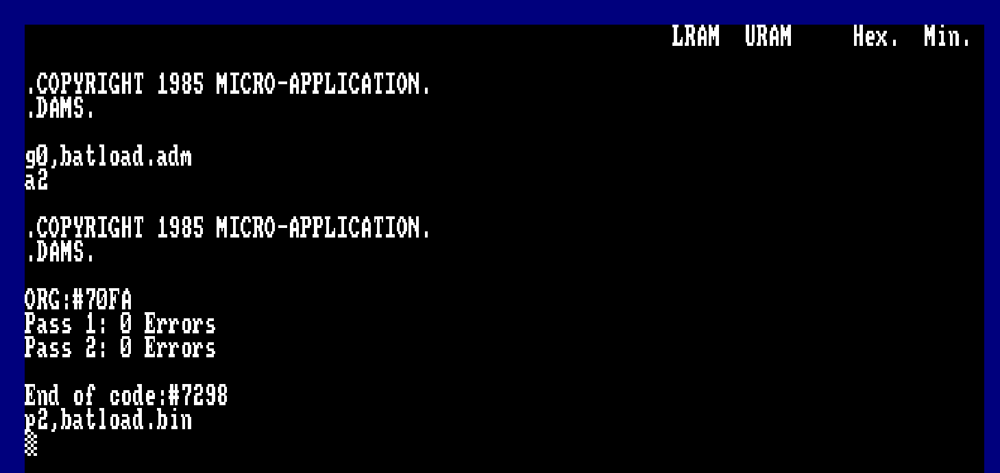 LRAM URAM Hex. Min.
.COPYRIGHT 1985 MICRO-APPLICATION.
.DAMS.
g0,batload.adm
a2
.COPYRIGHT 1985 MICRO-APPLICATION.
.DAMS.
ORG:#70FA
Pass 1: 0 Errors
Pass 2: 0 Errors
End of code:#7298
p2,batload.bin